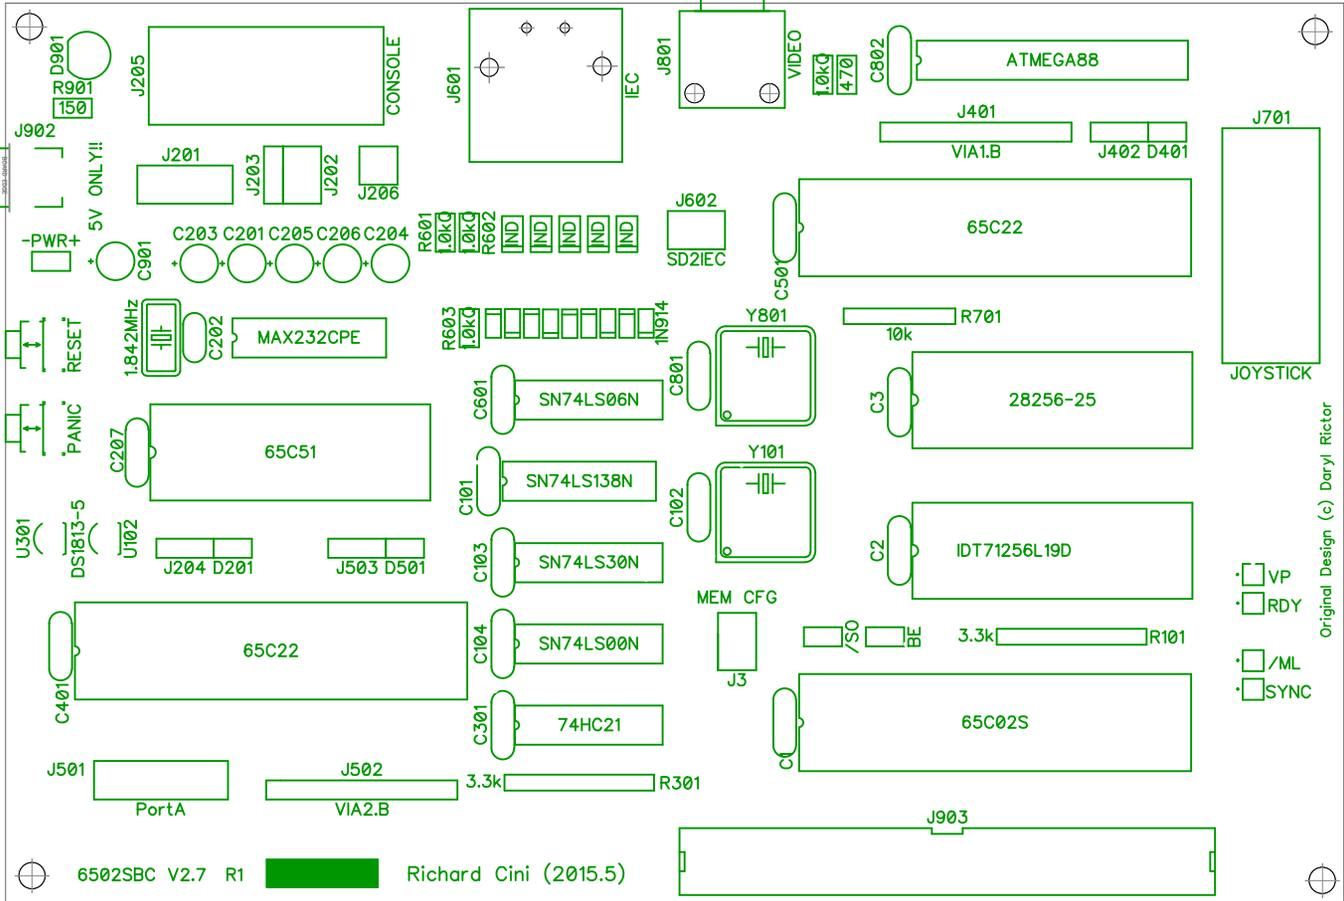 D901
R901
150
J205
CONSOLE
J601
IEC
J801
VIDEO
1.0kΩ
470
C802
ATMEGA88
J401
VIA1.B
J402 D401
J701
JOYSTICK
J902
5V ONLY!!
J201
J203
J202
J206
J602
SD2IEC
C501
65C22
-PWR+
C901
C203 C201 C205 C206 C204
R601
1.0kΩ
1.0kΩ
R602
IND
IND
IND
IND
IND
R701
10k
RESET
1.842MHz
C202
MAX232CPE
R603
1.0kΩ
1N914
Y801
C801
C601
SN74LS06N
C3
28256-25
PANIC
C207
65C51
C101
SN74LS138N
Y101
C102
C2
IDT71256L19D
U301
DS1813-5
U102
J204 D201
J503 D501
C103
SN74LS30N
MEM CFG
J3
/SO
BE
3.3k
R101
VP
RDY
/ML
SYNC
Original Design (c) Daryl Rictor
C401
65C22
C104
SN74LS00N
C301
74HC21
C1
65C02S
J501
PortA
J502
VIA2.B
3.3k
R301
J903
6502SBC V2.7 R1
Richard Cini (2015.5)